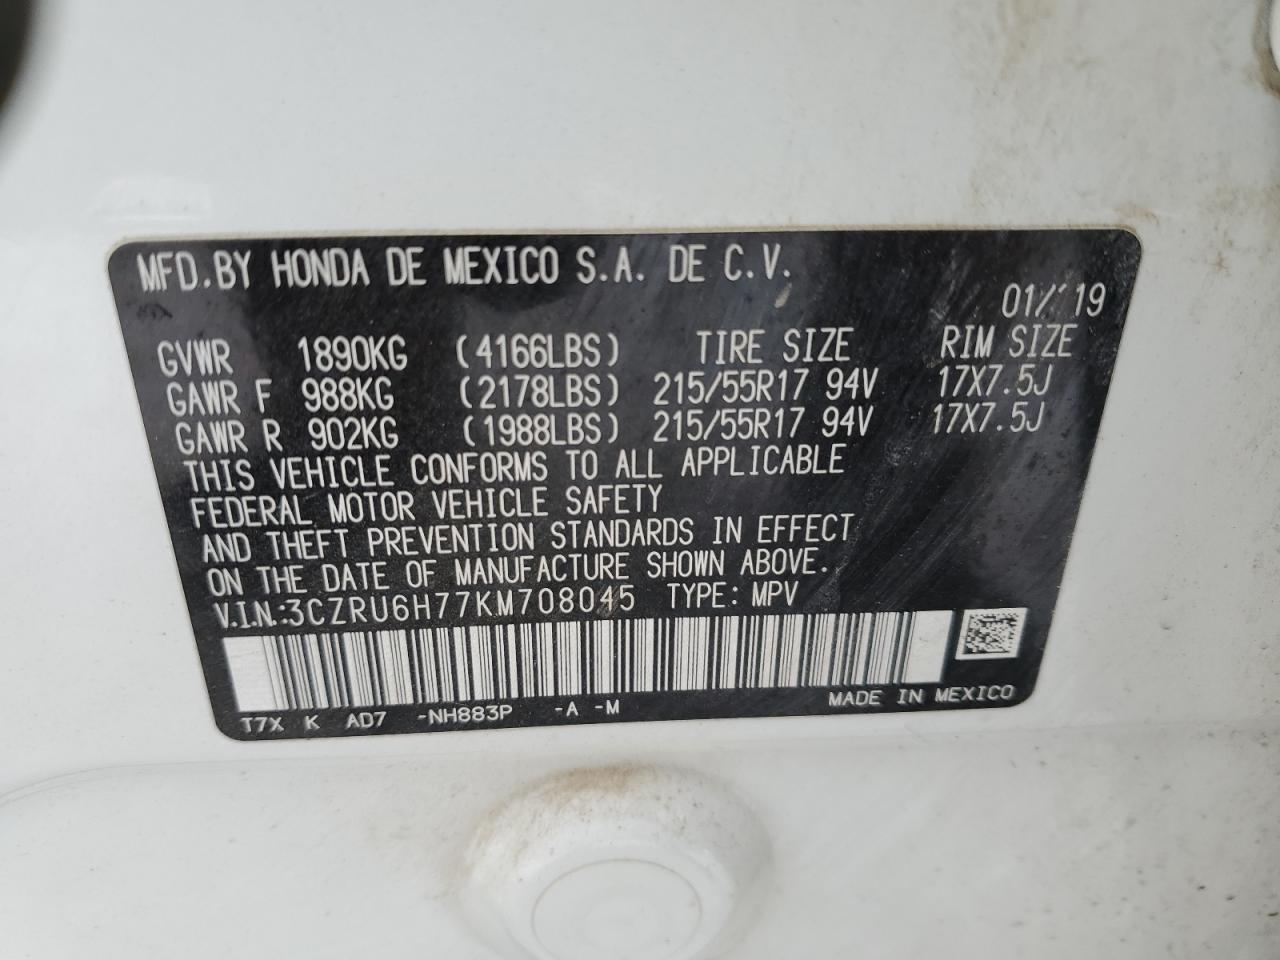 MFD.BY HONDA DE MEXICO S.A. DE C.V.
01/'19
GVWR 1890KG (4166LBS) TIRE SIZE RIM SIZE
GAWR F 988KG (2178LBS) 215/55R17 94V 17X7.5J
GAWR R 902KG (1988LBS) 215/55R17 94V 17X7.5J
THIS VEHICLE CONFORMS TO ALL APPLICABLE
FEDERAL MOTOR VEHICLE SAFETY
AND THEFT PREVENTION STANDARDS IN EFFECT
ON THE DATE OF MANUFACTURE SHOWN ABOVE.
V.I.N.:3CZRU6H77KM708045 TYPE: MPV
MADE IN MEXICO
T7X K AD7 -NH883P -A -M